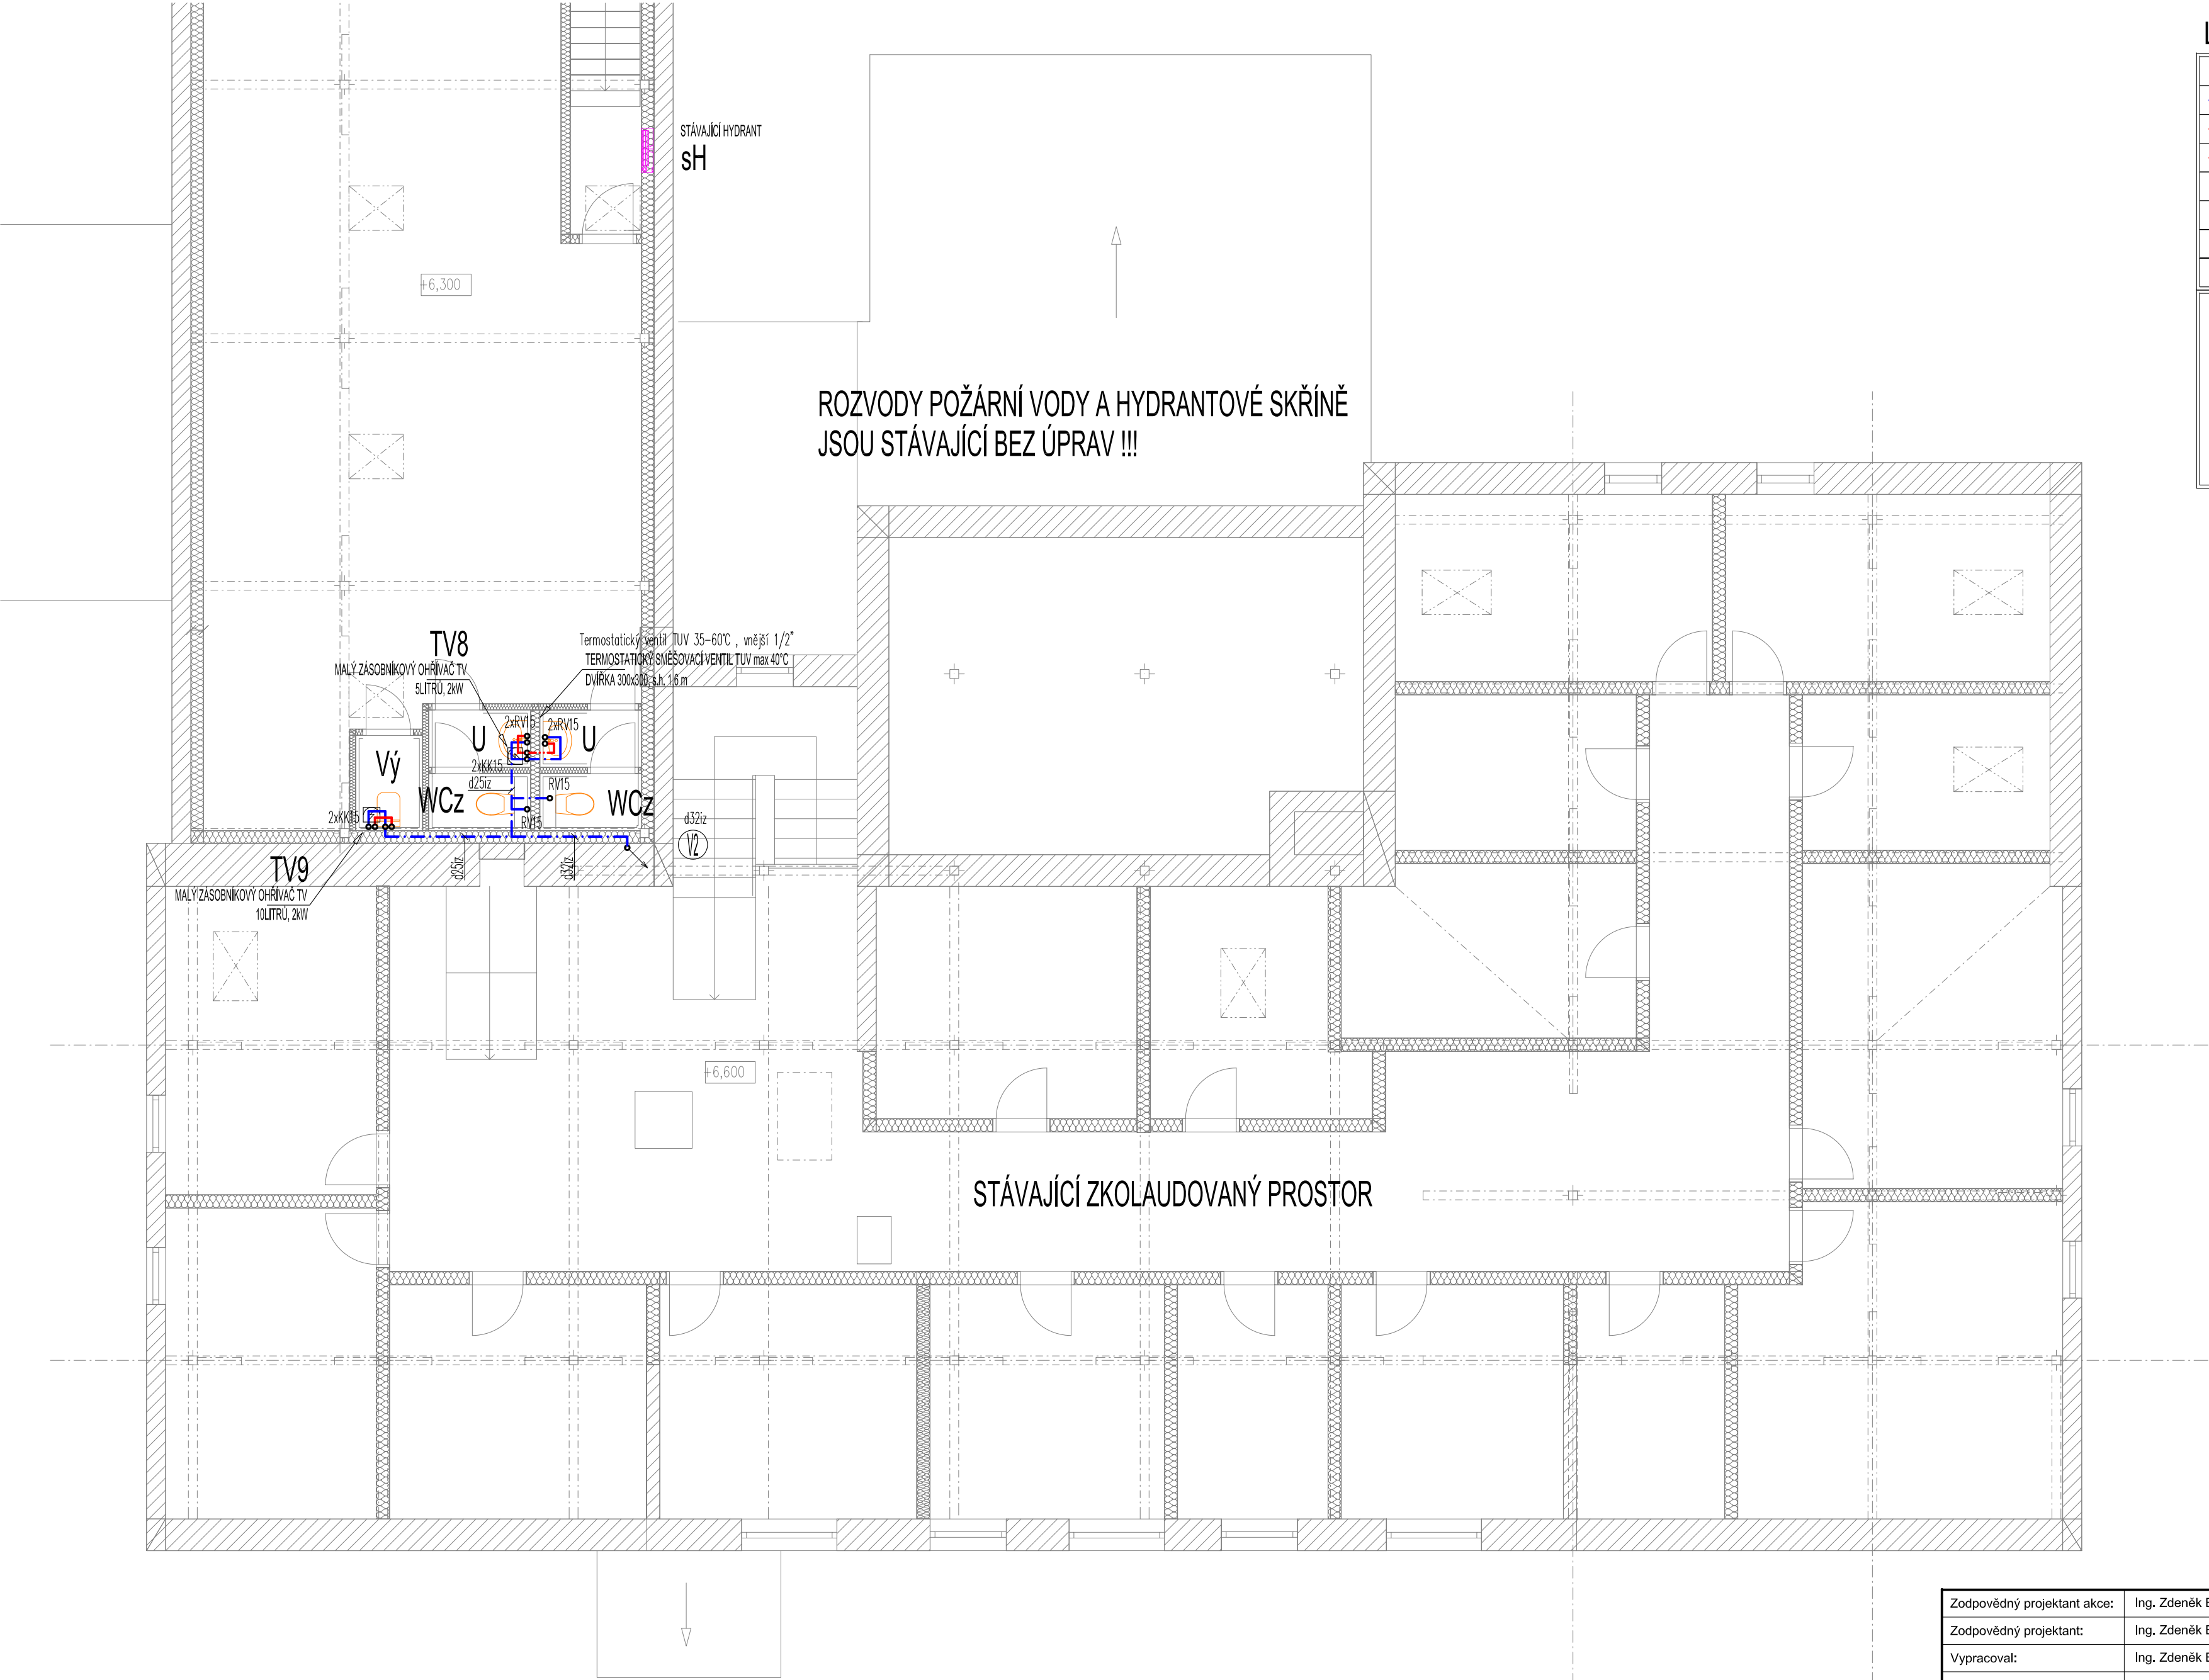 L
STÁVAJÍCÍ HYDRANT
sH
+6,300
ROZVODY POŽÁRNÍ VODY A HYDRANTOVÉ SKŘÍNĚ
JSOU STÁVAJÍCÍ BEZ ÚPRAV !!!
TV8
MALÝ ZÁSOBNÍKOVÝ OHŘÍVAČ TV
5LITRŮ, 2kW
Termostatický ventil TUV 35-60°C , vnější 1/2"
TERMOSTATICKÝ SMĚŠOVACÍ VENTIL TUV max 40°C
DVÍŘKA 300x300, s.h. 1,6 m
2xRV15
2xRV15
U
U
Vý
2xKK15
d25iz
RV15
WCz
WCz
2xKK15
RV15
d32iz
V2
d25iz
d32iz
TV9
MALÝ ZÁSOBNÍKOVÝ OHŘÍVAČ TV
10LITRŮ, 2kW
+6,600
STÁVAJÍCÍ ZKOLAUDOVANÝ PROSTOR
Zodpovědný projektant akce: Ing. Zdeněk
Zodpovědný projektant: Ing. Zdeněk
Vypracoval: Ing. Zdeněk